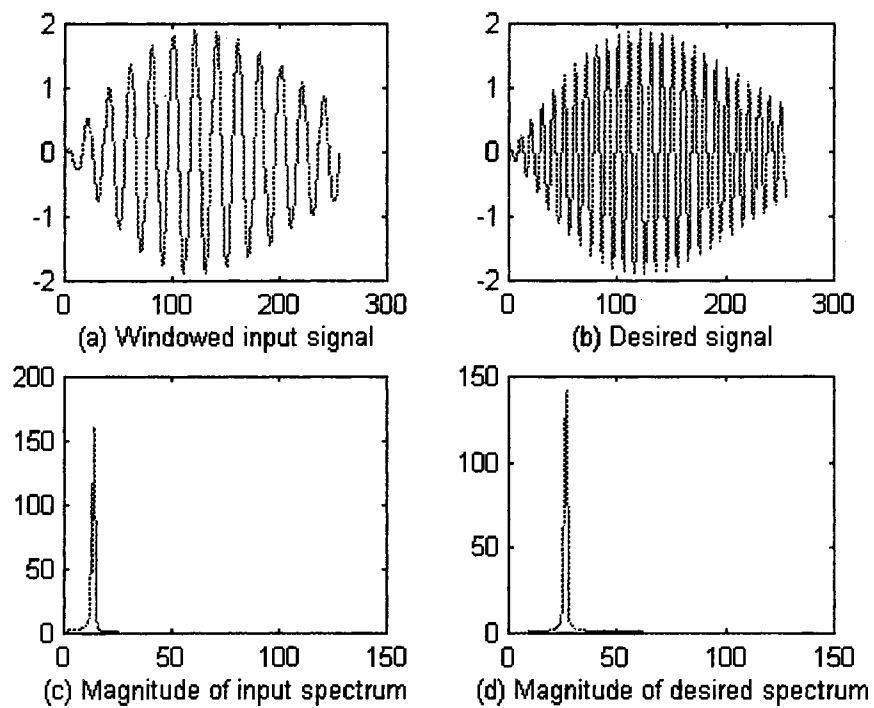 2
1
0
-1
-2
0 100 200 300
(a) Windowed input signal
2
1
0
-1
-2
0 100 200 300
(b) Desired signal
200
150
100
50
0
0 50 100 150
(c) Magnitude of input spectrum
150
100
50
0
0 50 100 150
(d) Magnitude of desired spectrum